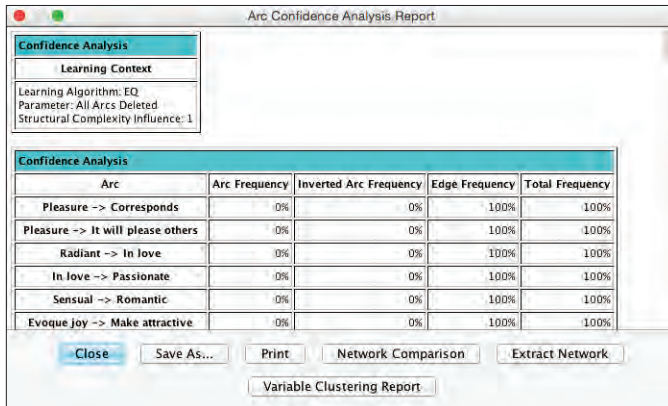 Arc Confidence Analysis Report
Confidence Analysis
Learning Context
Learning Algorithm: EQ
Parameter: All Arcs Deleted
Structural Complexity Influence: 1
Confidence Analysis
Arc Arc Frequency Inverted Arc Frequency Edge Frequency Total Frequency
Pleasure -> Corresponds 0% 0% 100% 100%
Pleasure -> It will please others 0% 0% 100% 100%
Radiant -> In love 0% 0% 100% 100%
In love -> Passionate 0% 0% 100% 100%
Sensual -> Romantic 0% 0% 100% 100%
Evoque joy -> Make attractive 0% 0% 100% 100%
Close Save As... Print Network Comparison Extract Network
Variable Clustering Report